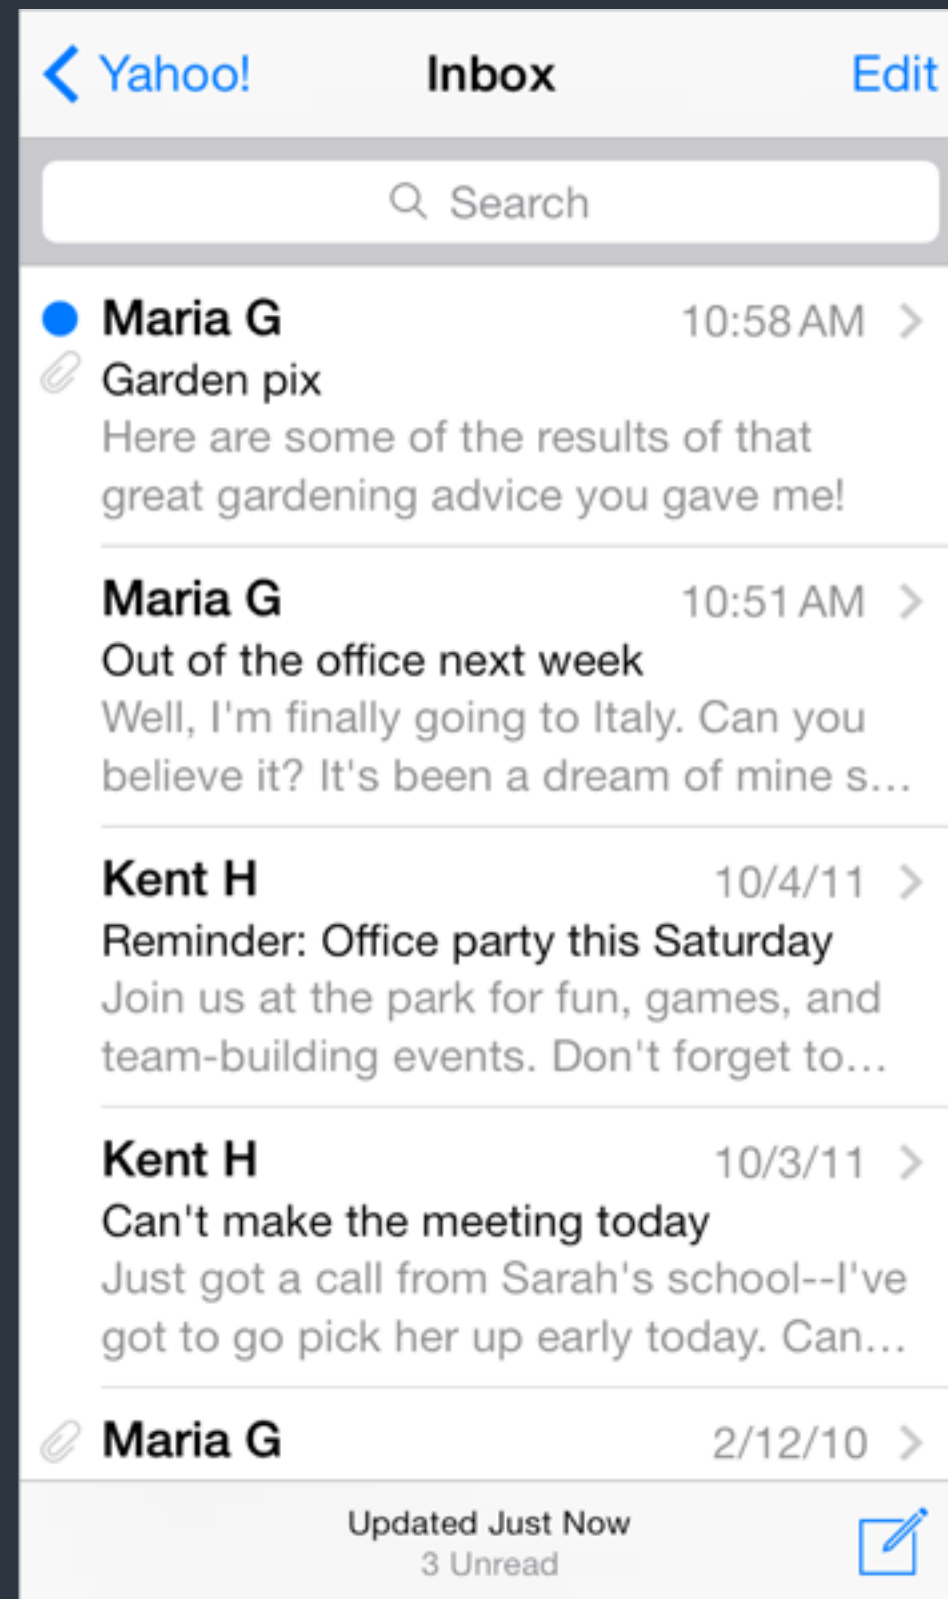 Yahoo! Inbox Edit
Search
Maria G 10:58 AM
Garden pix
Here are some of the results of that
great gardening advice you gave me!
Maria G 10:51 AM
Out of the office next week
Well, I'm finally going to Italy. Can you
believe it? It's been a dream of mine s...
Kent H 10/4/11
Reminder: Office party this Saturday
Join us at the park for fun, games, and
team-building events. Don't forget to...
Kent H 10/3/11
Can't make the meeting today
Just got a call from Sarah's school--I've
got to go pick her up early today. Can...
Maria G 2/12/10
Updated Just Now
3 Unread